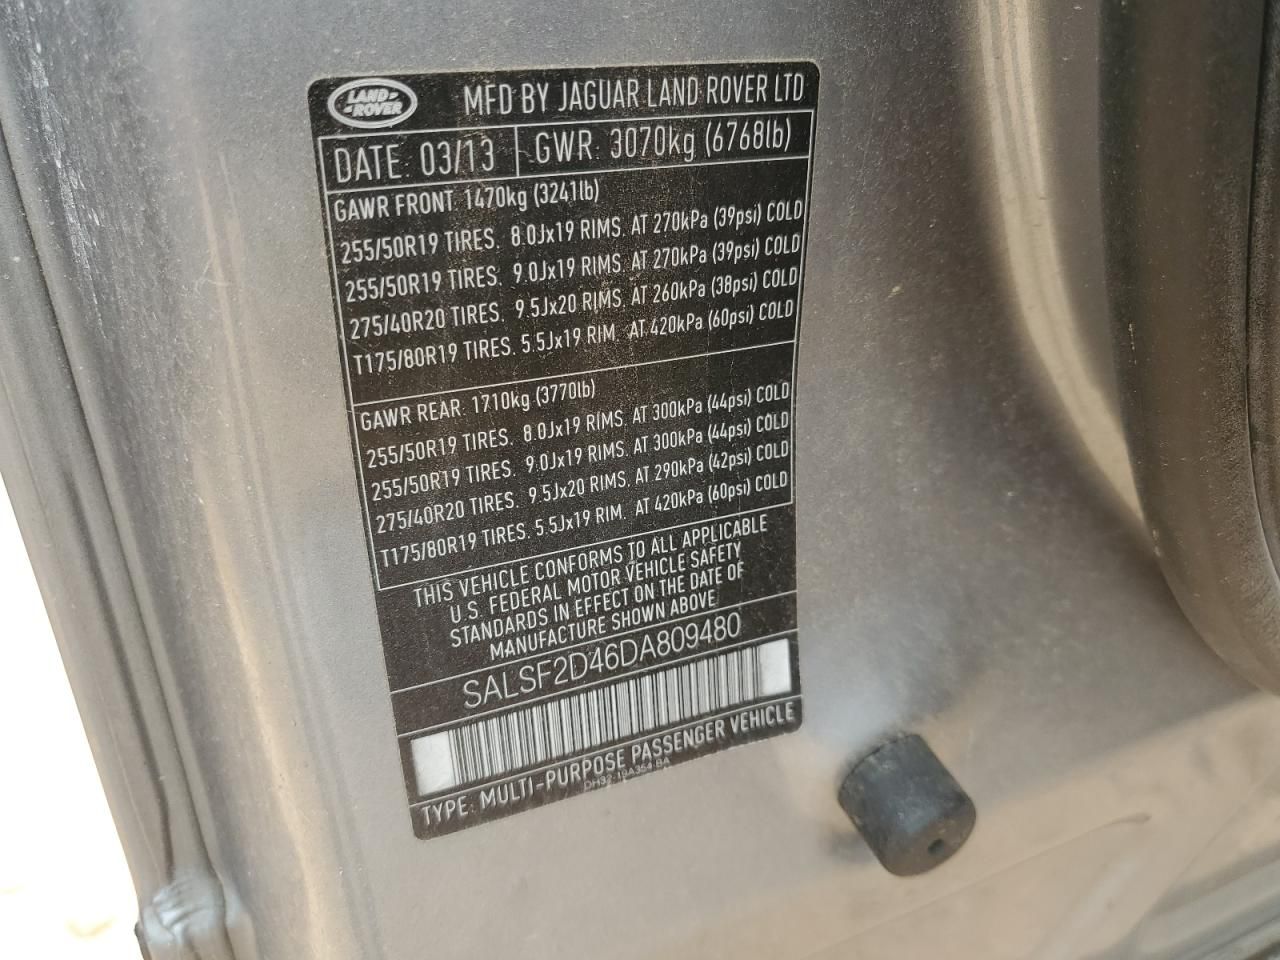 LAND-
-ROVER
MFD BY JAGUAR LAND ROVER LTD
DATE: 03/13 GWR: 3070kg (6768lb)
GAWR FRONT. 1470kg (3241lb)
255/50R19 TIRES. 8.0Jx19 RIMS. AT 270kPa (39psi) COLD
255/50R19 TIRES. 9.0Jx19 RIMS. AT 270kPa (39psi) COLD
275/40R20 TIRES. 9.5Jx20 RIMS. AT 260kPa (38psi) COLD
T175/80R19 TIRES. 5.5Jx19 RIM. AT 420kPa (60psi) COLD
GAWR REAR. 1710kg (3770lb)
255/50R19 TIRES. 8.0Jx19 RIMS. AT 300kPa (44psi) COLD
255/50R19 TIRES. 9.0Jx19 RIMS. AT 300kPa (44psi) COLD
275/40R20 TIRES. 9.5Jx20 RIMS. AT 290kPa (42psi) COLD
T175/80R19 TIRES. 5.5Jx19 RIM. AT 420kPa (60psi) COLD
THIS VEHICLE CONFORMS TO ALL APPLICABLE
U.S. FEDERAL MOTOR VEHICLE SAFETY
STANDARDS IN EFFECT ON THE DATE OF
MANUFACTURE SHOWN ABOVE
SALSF2D46DA809480
TYPE: MULTI-PURPOSE PASSENGER VEHICLE